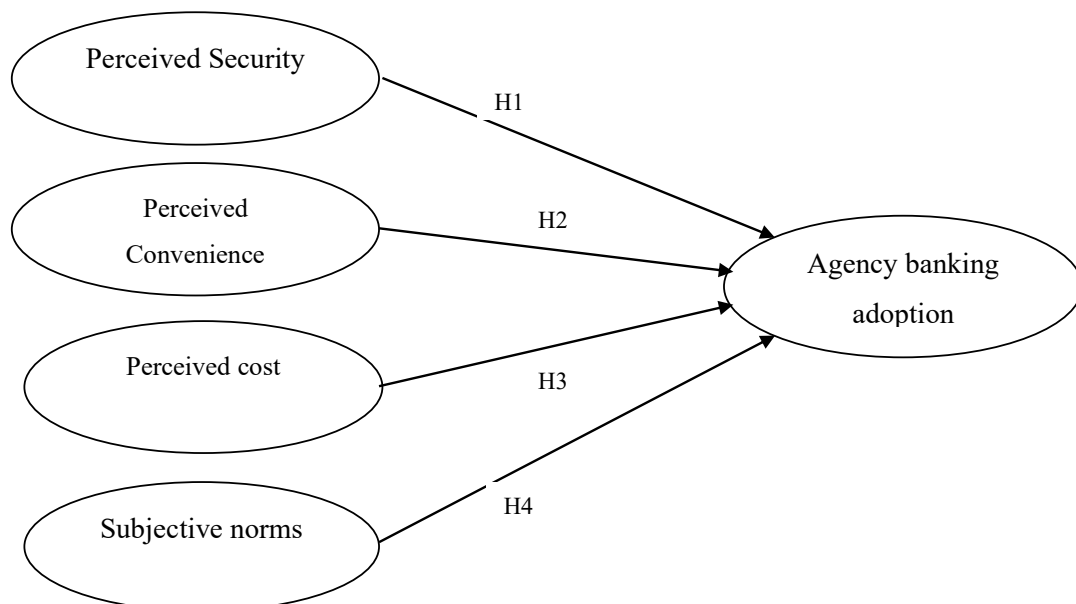 Perceived Security
H1
Perceived
Convenience
H2
Agency banking
adoption
Perceived cost
H3
Subjective norms
H4